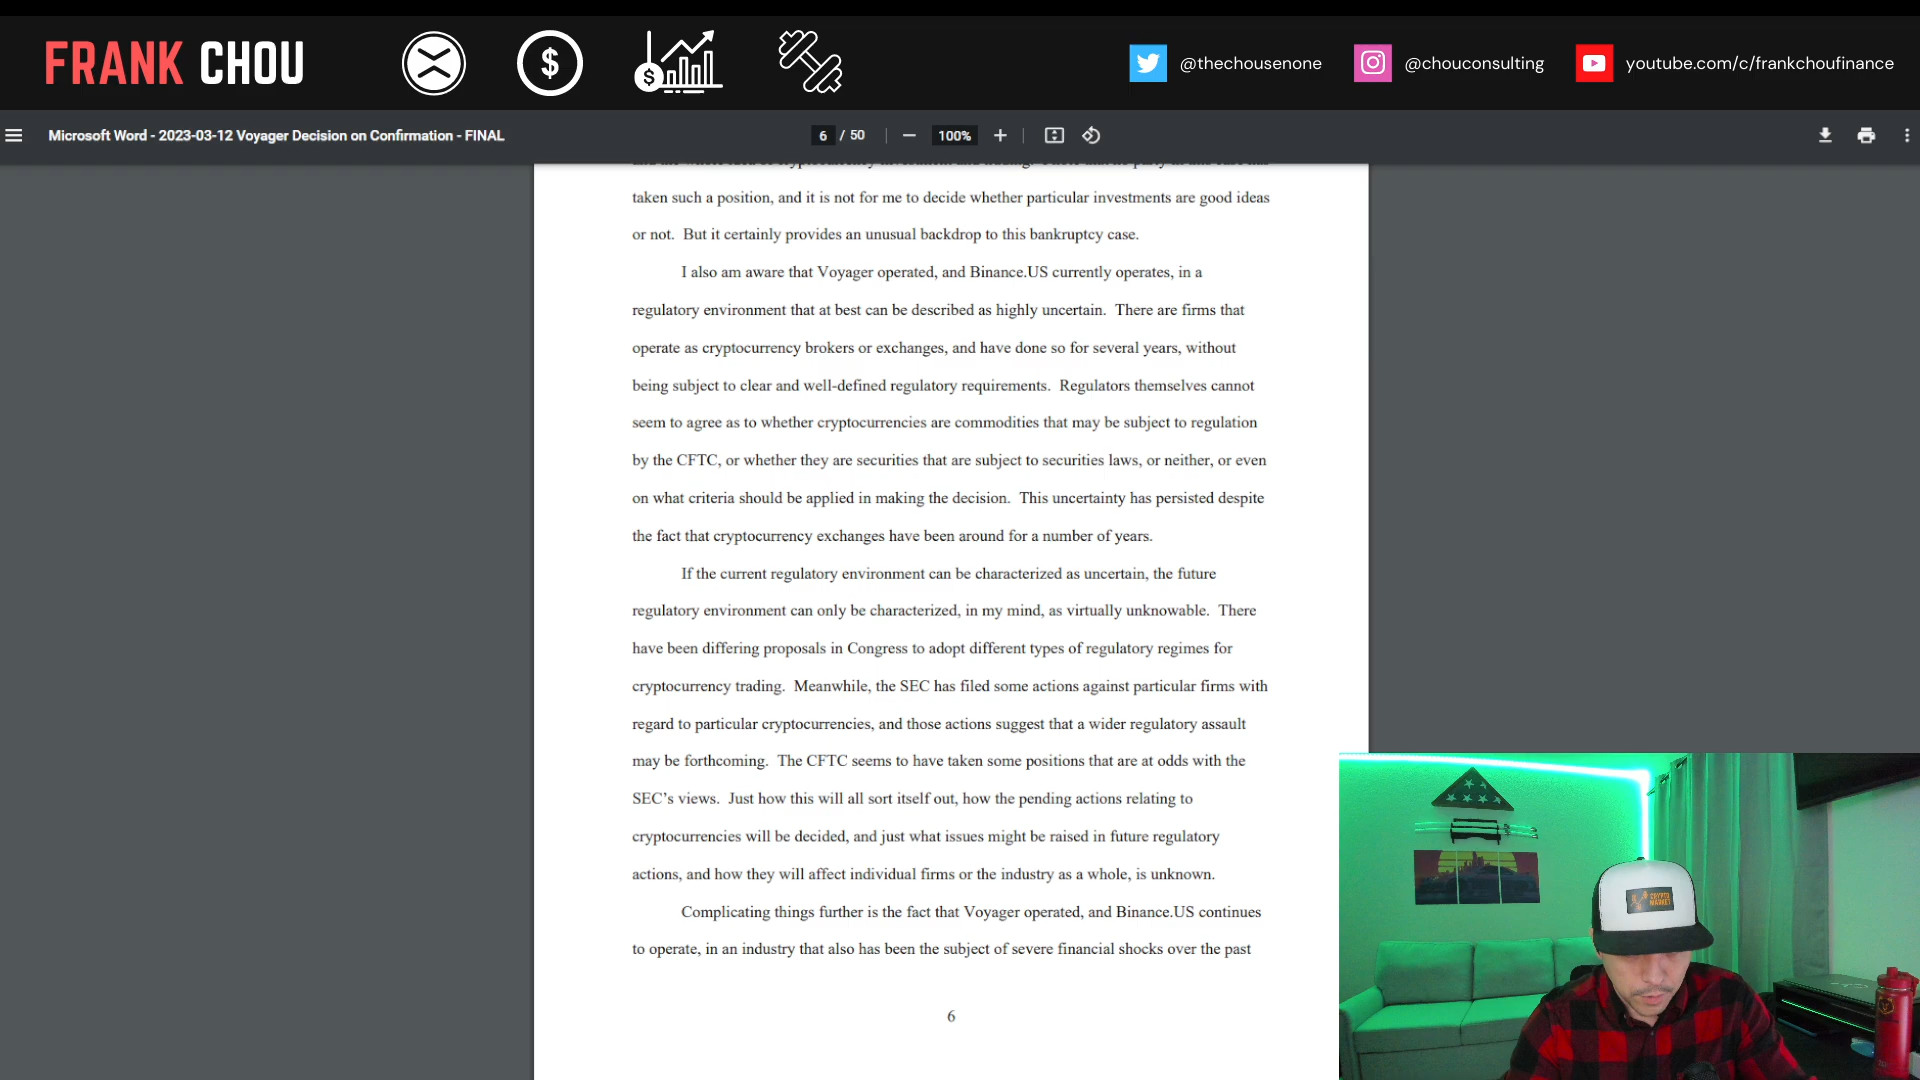 FRANK CHOU
@thechousenone
@chouconsulting
youtube.com/c/frankchoufinance
Microsoft Word - 2023-03-12 Voyager Decision on Confirmation - FINAL
6 / 50
100%
taken such a position, and it is not for me to decide whether particular investments are good ideas
or not. But it certainly provides an unusual backdrop to this bankruptcy case.
I also am aware that Voyager operated, and Binance.US currently operates, in a
regulatory environment that at best can be described as highly uncertain. There are firms that
operate as cryptocurrency brokers or exchanges, and have done so for several years, without
being subject to clear and well-defined regulatory requirements. Regulators themselves cannot
seem to agree as to whether cryptocurrencies are commodities that may be subject to regulation
by the CFTC, or whether they are securities that are subject to securities laws, or neither, or even
on what criteria should be applied in making the decision. This uncertainty has persisted despite
the fact that cryptocurrency exchanges have been around for a number of years.
If the current regulatory environment can be characterized as uncertain, the future
regulatory environment can only be characterized, in my mind, as virtually unknowable. There
have been differing proposals in Congress to adopt different types of regulatory regimes for
cryptocurrency trading. Meanwhile, the SEC has filed some actions against particular firms with
regard to particular cryptocurrencies, and those actions suggest that a wider regulatory assault
may be forthcoming. The CFTC seems to have taken some positions that are at odds with the
SEC's views. Just how this will all sort itself out, how the pending actions relating to
cryptocurrencies will be decided, and just what issues might be raised in future regulatory
actions, and how they will affect individual firms or the industry as a whole, is unknown.
Complicating things further is the fact that Voyager operated, and Binance.US continues
to operate, in an industry that also has been the subject of severe financial shocks over the past
6
CRYPTO
MARKET